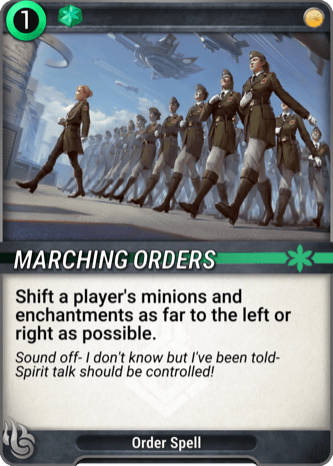 1
MARCHING ORDERS
Shift a player's minions and
enchantments as far to the left or
right as possible.
Sound off- I don't know but I've been told-
Spirit talk should be controlled!
Order Spell